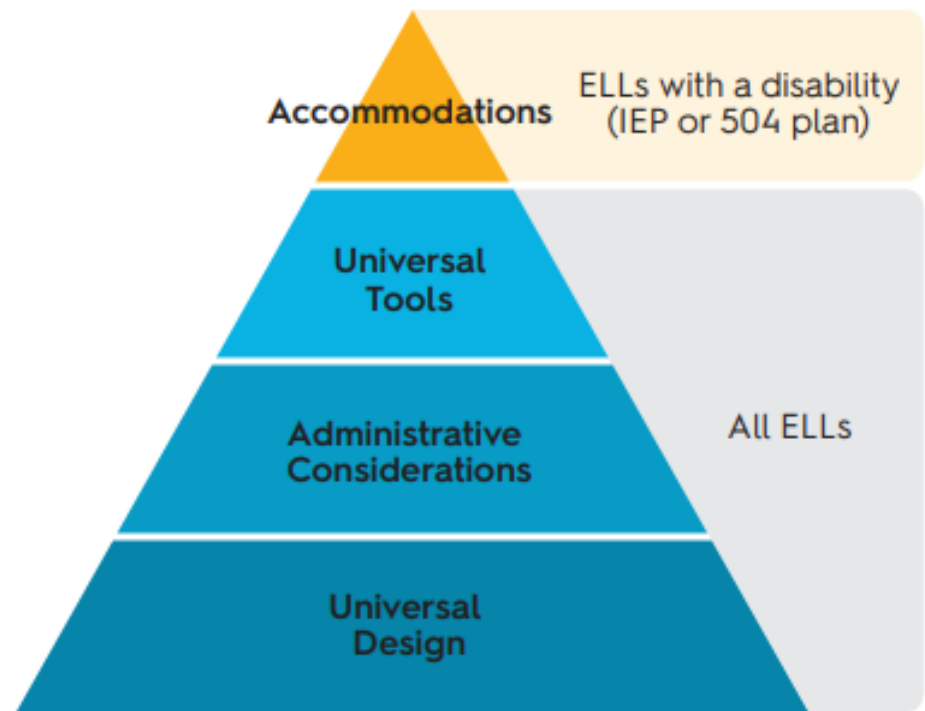 Accommodations
ELLs with a disability
(IEP or 504 plan)
Universal
Tools
Administrative
Considerations
All ELLs
Universal
Design